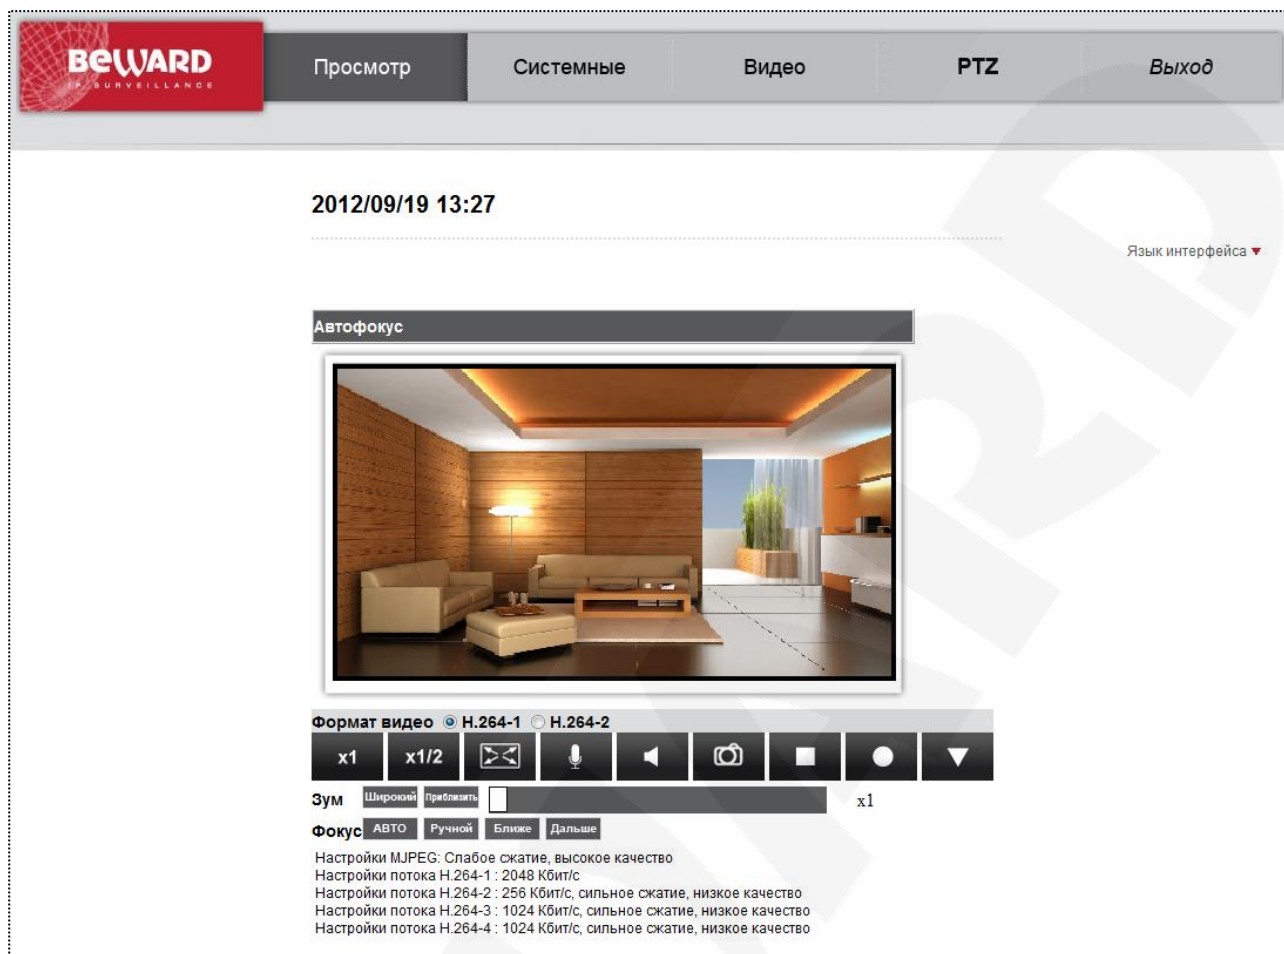 BEWARD
IP SURVEILLANCE
Просмотр Системные Видео PTZ Выход
2012/09/19 13:27
Язык интерфейса
Автофокус
Формат видео H.264-1 H.264-2
x1 x1/2
Зум Широкий Приблизить x1
Фокус АВТО Ручной Ближе Дальше
Настройки MJPEG: Слабое сжатие, высокое качество
Настройки потока H.264-1 : 2048 Кбит/с
Настройки потока H.264-2 : 256 Кбит/с, сильное сжатие, низкое качество
Настройки потока H.264-3 : 1024 Кбит/с, сильное сжатие, низкое качество
Настройки потока H.264-4 : 1024 Кбит/с, сильное сжатие, низкое качество